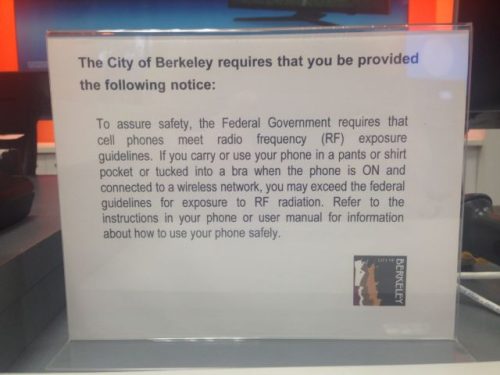 The City of Berkeley requires that you be provided
the following notice:
To assure safety, the Federal Government requires that
cell phones meet radio frequency (RF) exposure
guidelines. If you carry or use your phone in a pants or shirt
pocket or tucked into a bra when the phone is ON and
connected to a wireless network, you may exceed the federal
guidelines for exposure to RF radiation. Refer to the
instructions in your phone or user manual for information
about how to use your phone safely.
CITY OF
BERKELEY